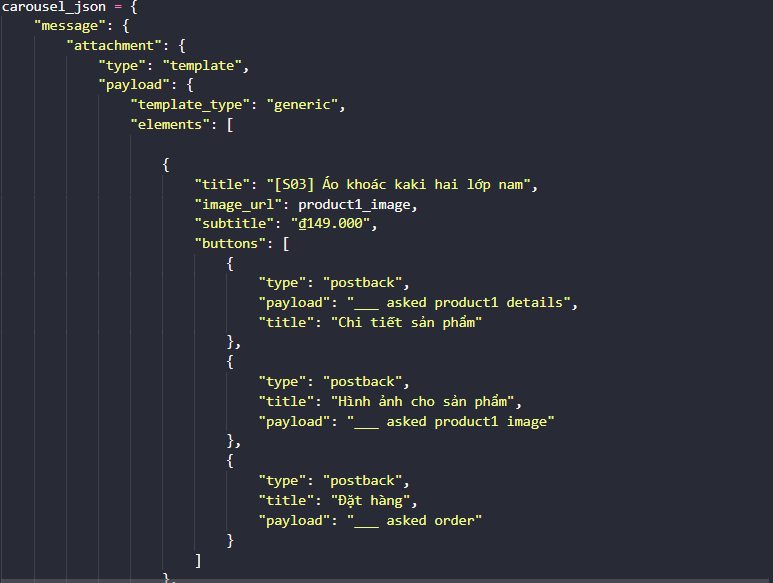 carousel_json = {
"message": {
"attachment": {
"type": "template",
"payload": {
"template_type": "generic",
"elements": [
{
"title": "[S03] Áo khoác kaki hai lớp nam",
"image_url": product1_image,
"subtitle": "₫149.000",
"buttons": [
{
"type": "postback",
"payload": "___ asked product1 details",
"title": "Chi tiết sản phẩm"
},
{
"type": "postback",
"title": "Hình ảnh cho sản phẩm",
"payload": "___ asked product1 image"
},
{
"type": "postback",
"title": "Đặt hàng",
"payload": "___ asked order"
}
]
},